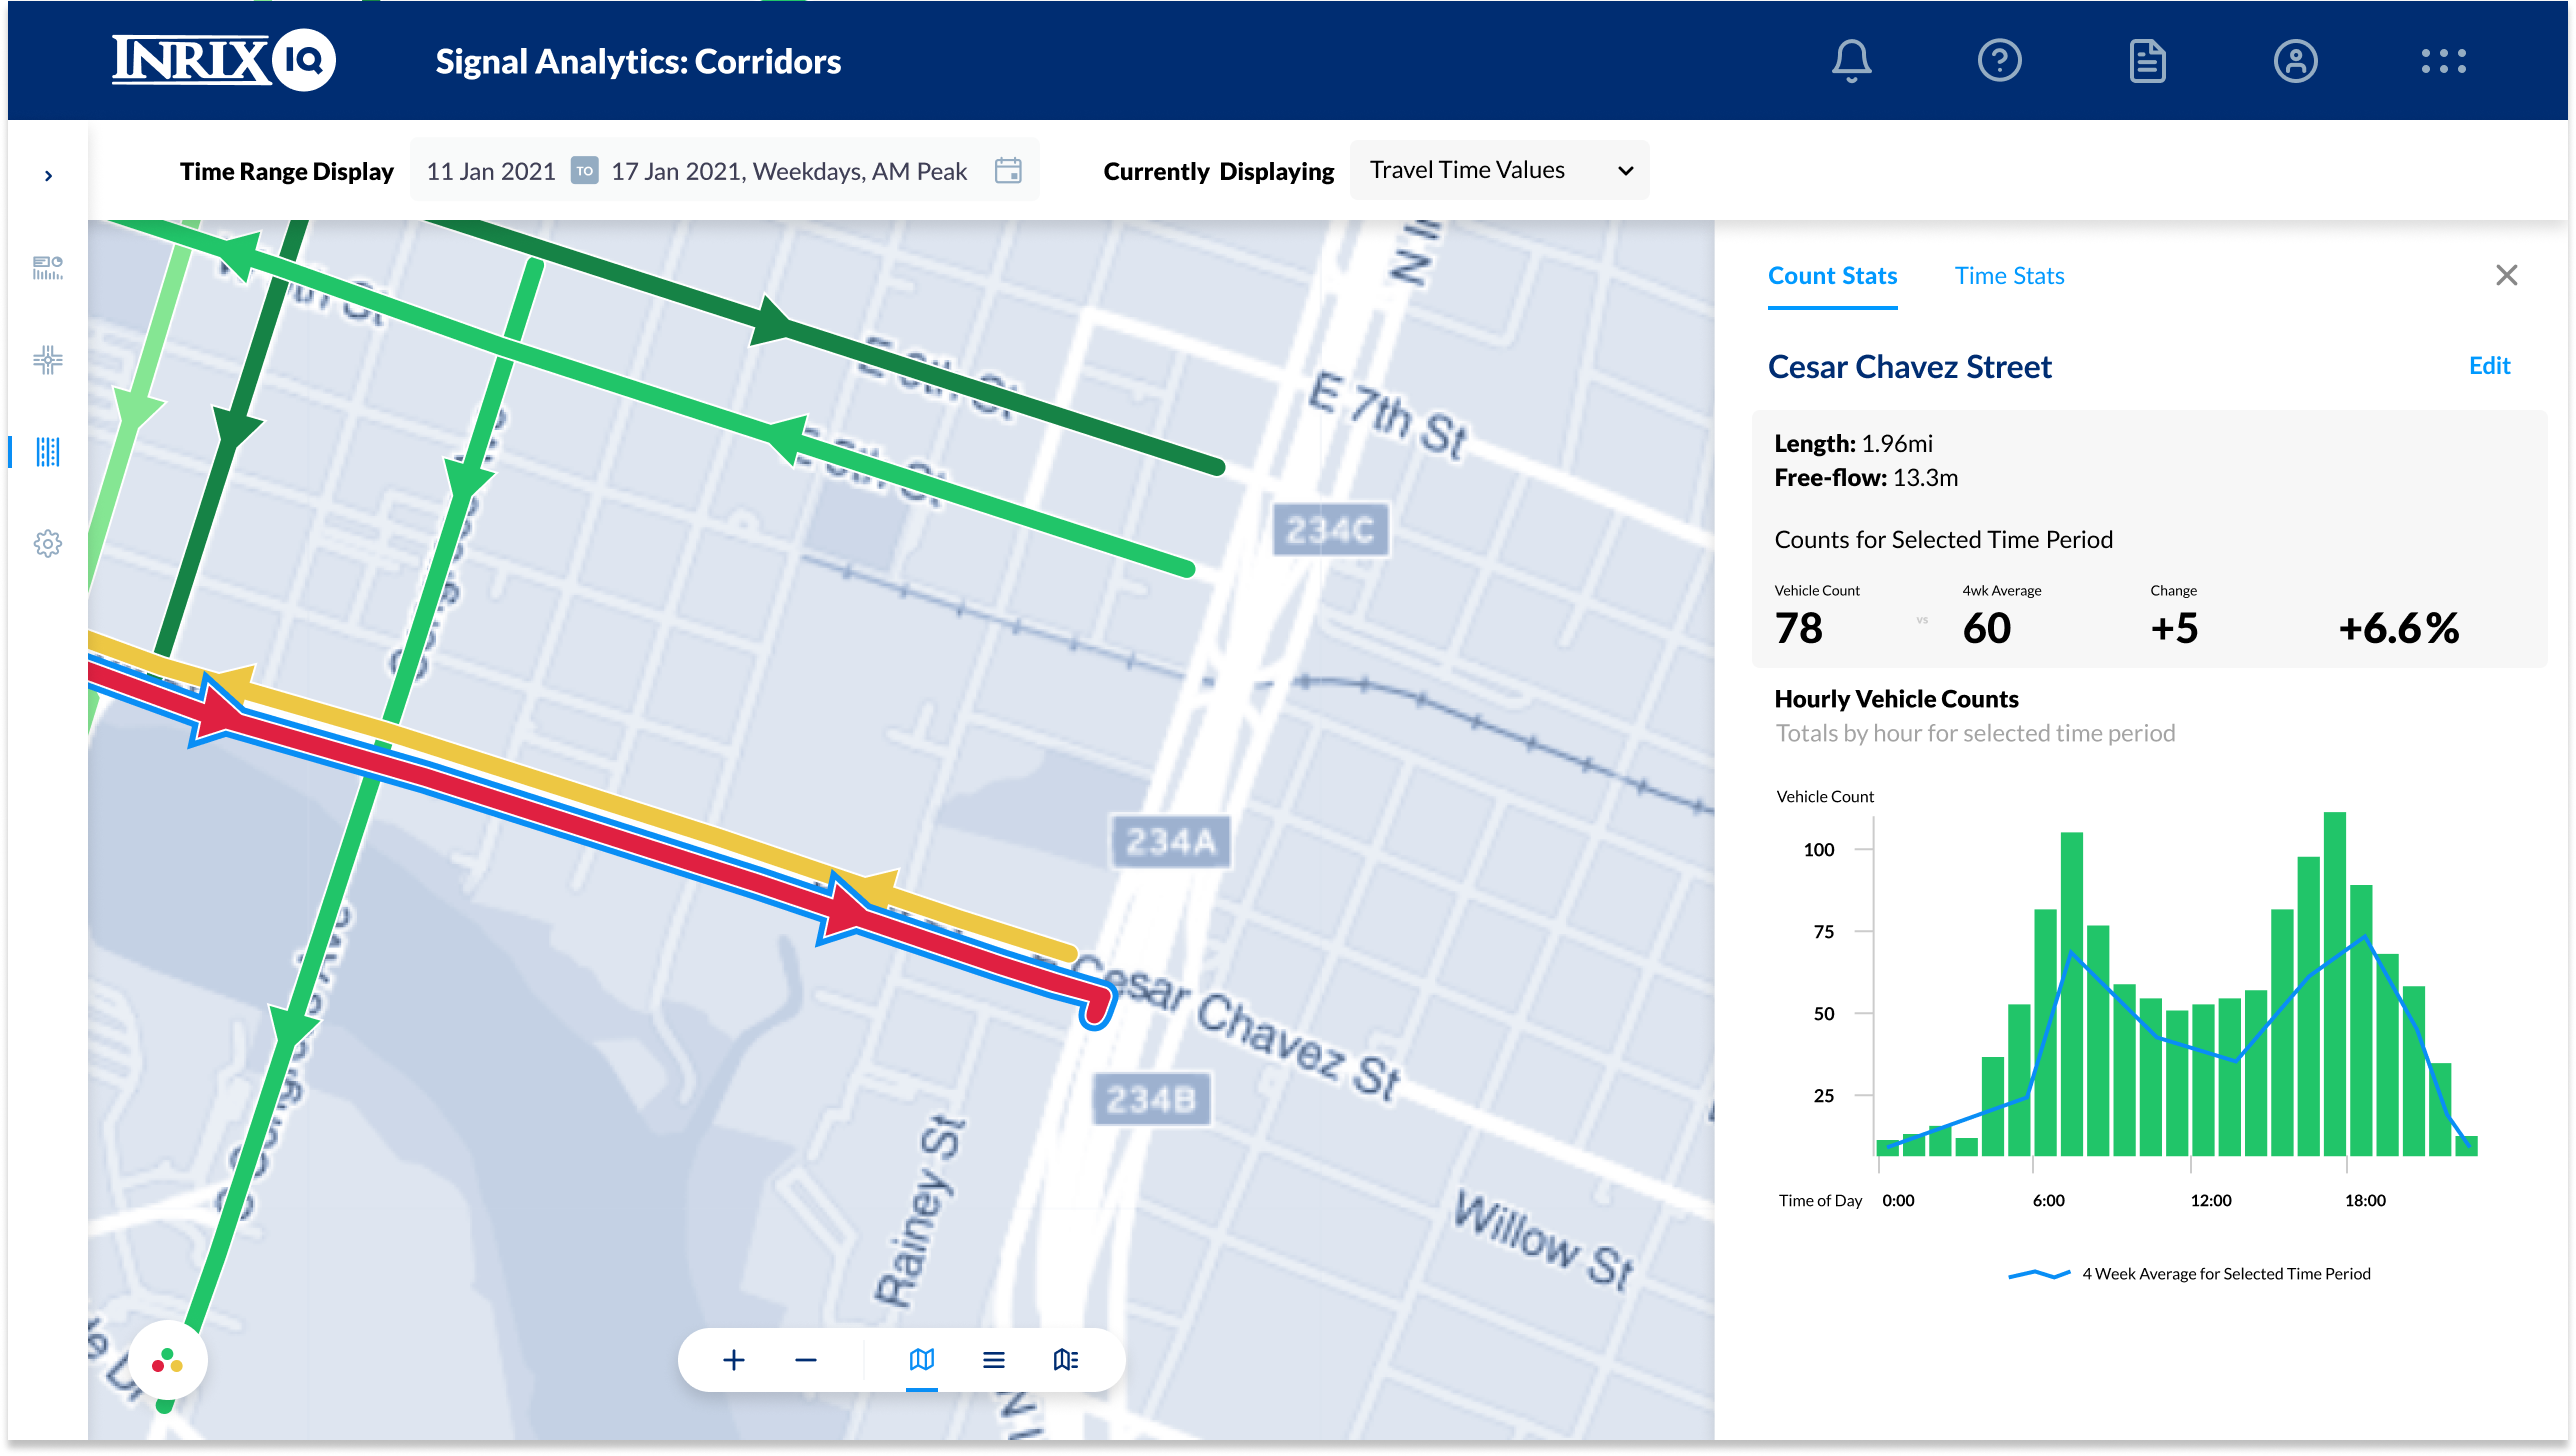 INRIX IQ
Signal Analytics: Corridors
Time Range Display
11 Jan 2021 TO 17 Jan 2021, Weekdays, AM Peak
Currently Displaying
Travel Time Values
E 7th St
234C
234A
Cesar Chavez St
234B
Rainey St
Willow St
Count Stats
Time Stats
Cesar Chavez Street
Edit
Length: 1.96mi
Free-flow: 13.3m
Counts for Selected Time Period
Vehicle Count
4wk Average
Change
78
vs
60
+5
+6.6%
Hourly Vehicle Counts
Totals by hour for selected time period
Vehicle Count
100
75
50
25
Time of Day
0:00
6:00
12:00
18:00
4 Week Average for Selected Time Period